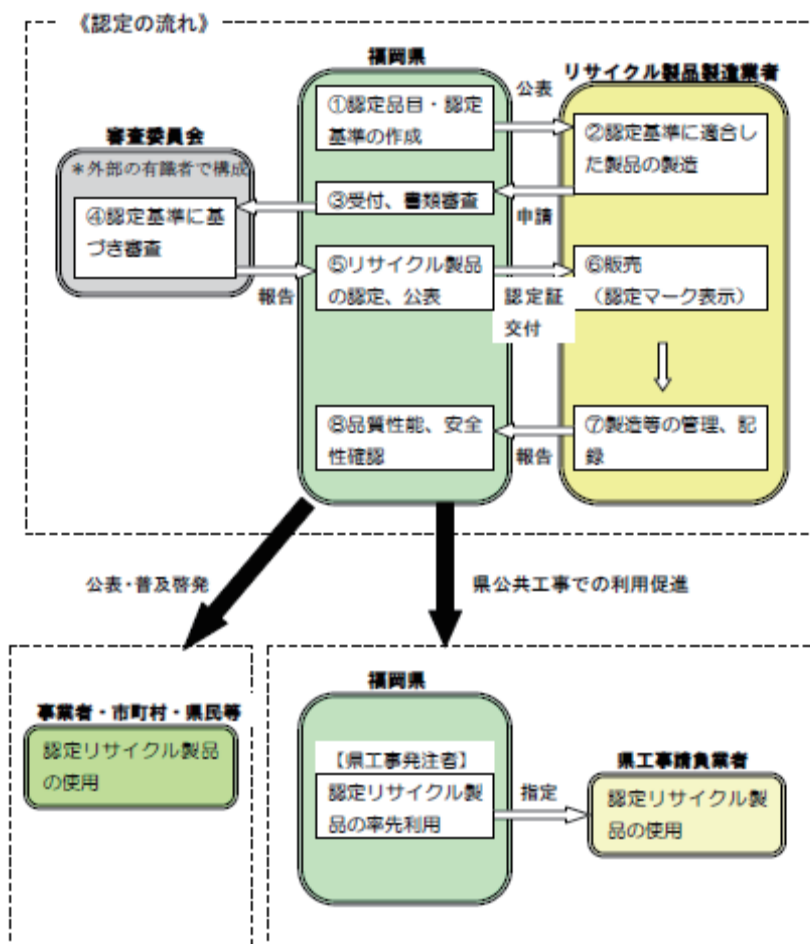 《認定の流れ》
福岡県
リサイクル製品製造業者
公表
①認定品目・認定
基準の作成
②認定基準に適合し
た製品の製造
審査委員会
＊外部の有識者で構成
③受付、書類審査
申請
④認定基準に基
づき審査
⑤リサイクル製品
の認定、公表
⑥販売
（認定マーク表示）
報告
認定証
交付
⑧品質性能、安全
性確認
⑦製造等の管理、記
録
報告
公表・普及啓発
県公共工事での利用促進
事業者・市町村・県民等
認定リサイクル製品
の使用
福岡県
【県工事発注者】
認定リサイクル製
品の率先利用
指定
県工事請負業者
認定リサイクル製
品の使用